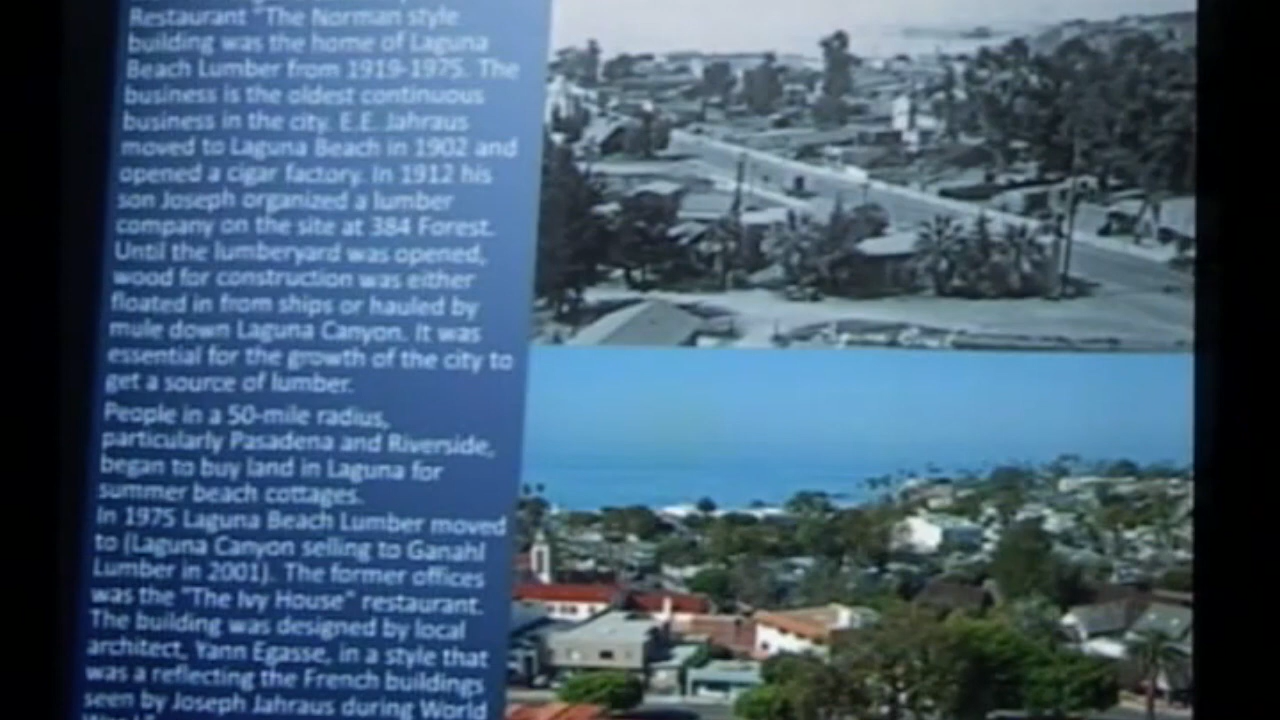 Restaurant "The Norman style
building was the home of Laguna
Beach Lumber from 1919-1975. The
business is the oldest continuous
business in the city. E.E. Jahraus
moved to Laguna Beach in 1902 and
opened a cigar factory. In 1912 his
son Joseph organized a lumber
company on the site at 384 Forest.
Until the lumberyard was opened,
wood for construction was either
floated in from ships or hauled by
mule down Laguna Canyon. It was
essential for the growth of the city to
get a source of lumber.
People in a 50-mile radius,
particularly Pasadena and Riverside,
began to buy land in Laguna for
summer beach cottages.
In 1975 Laguna Beach Lumber moved
to (Laguna Canyon selling to Ganahl
Lumber in 2001). The former offices
was the "The Ivy House" restaurant.
The building was designed by local
architect, Yann Egasse, in a style that
was a reflecting the French buildings
seen by Joseph Jahraus during World